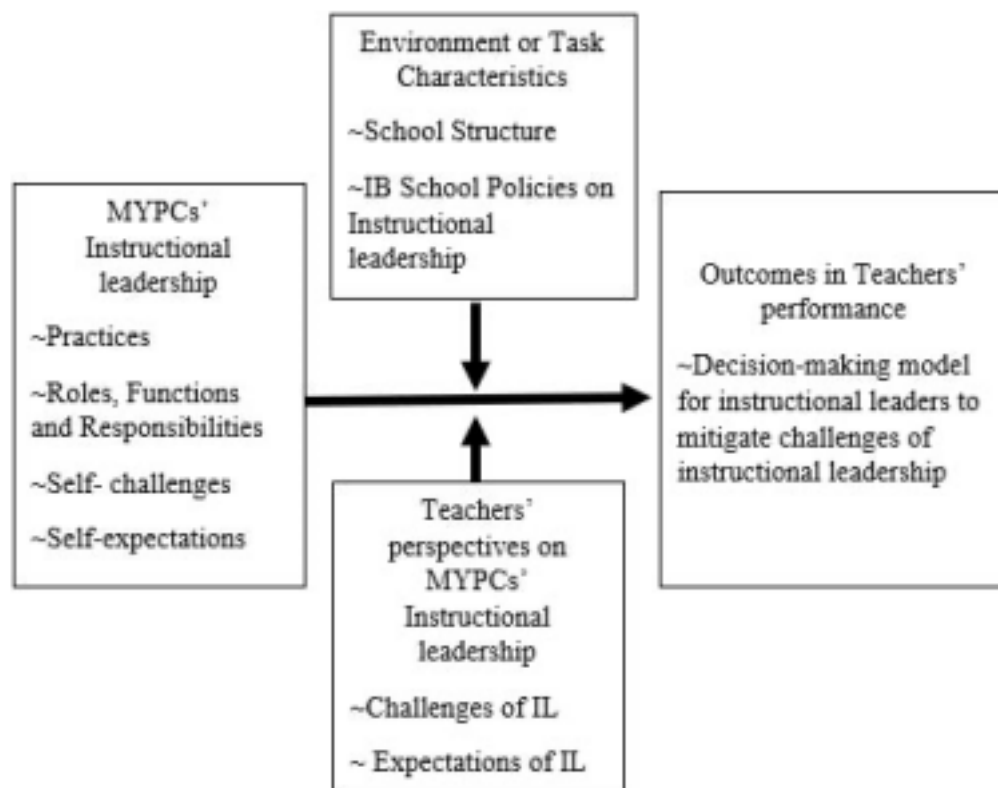 Environment or Task
Characteristics
~School Structure
~IB School Policies on
Instructional
leadership
MYPCs’
Instructional
leadership
~Practices
~Roles, Functions
and Responsibilities
~Self- challenges
~Self-expectations
Outcomes in Teachers’
performance
~Decision-making model
for instructional leaders to
mitigate challenges of
instructional leadership
Teachers’
perspectives on
MYPCs’
Instructional
leadership
~Challenges of IL
~ Expectations of IL